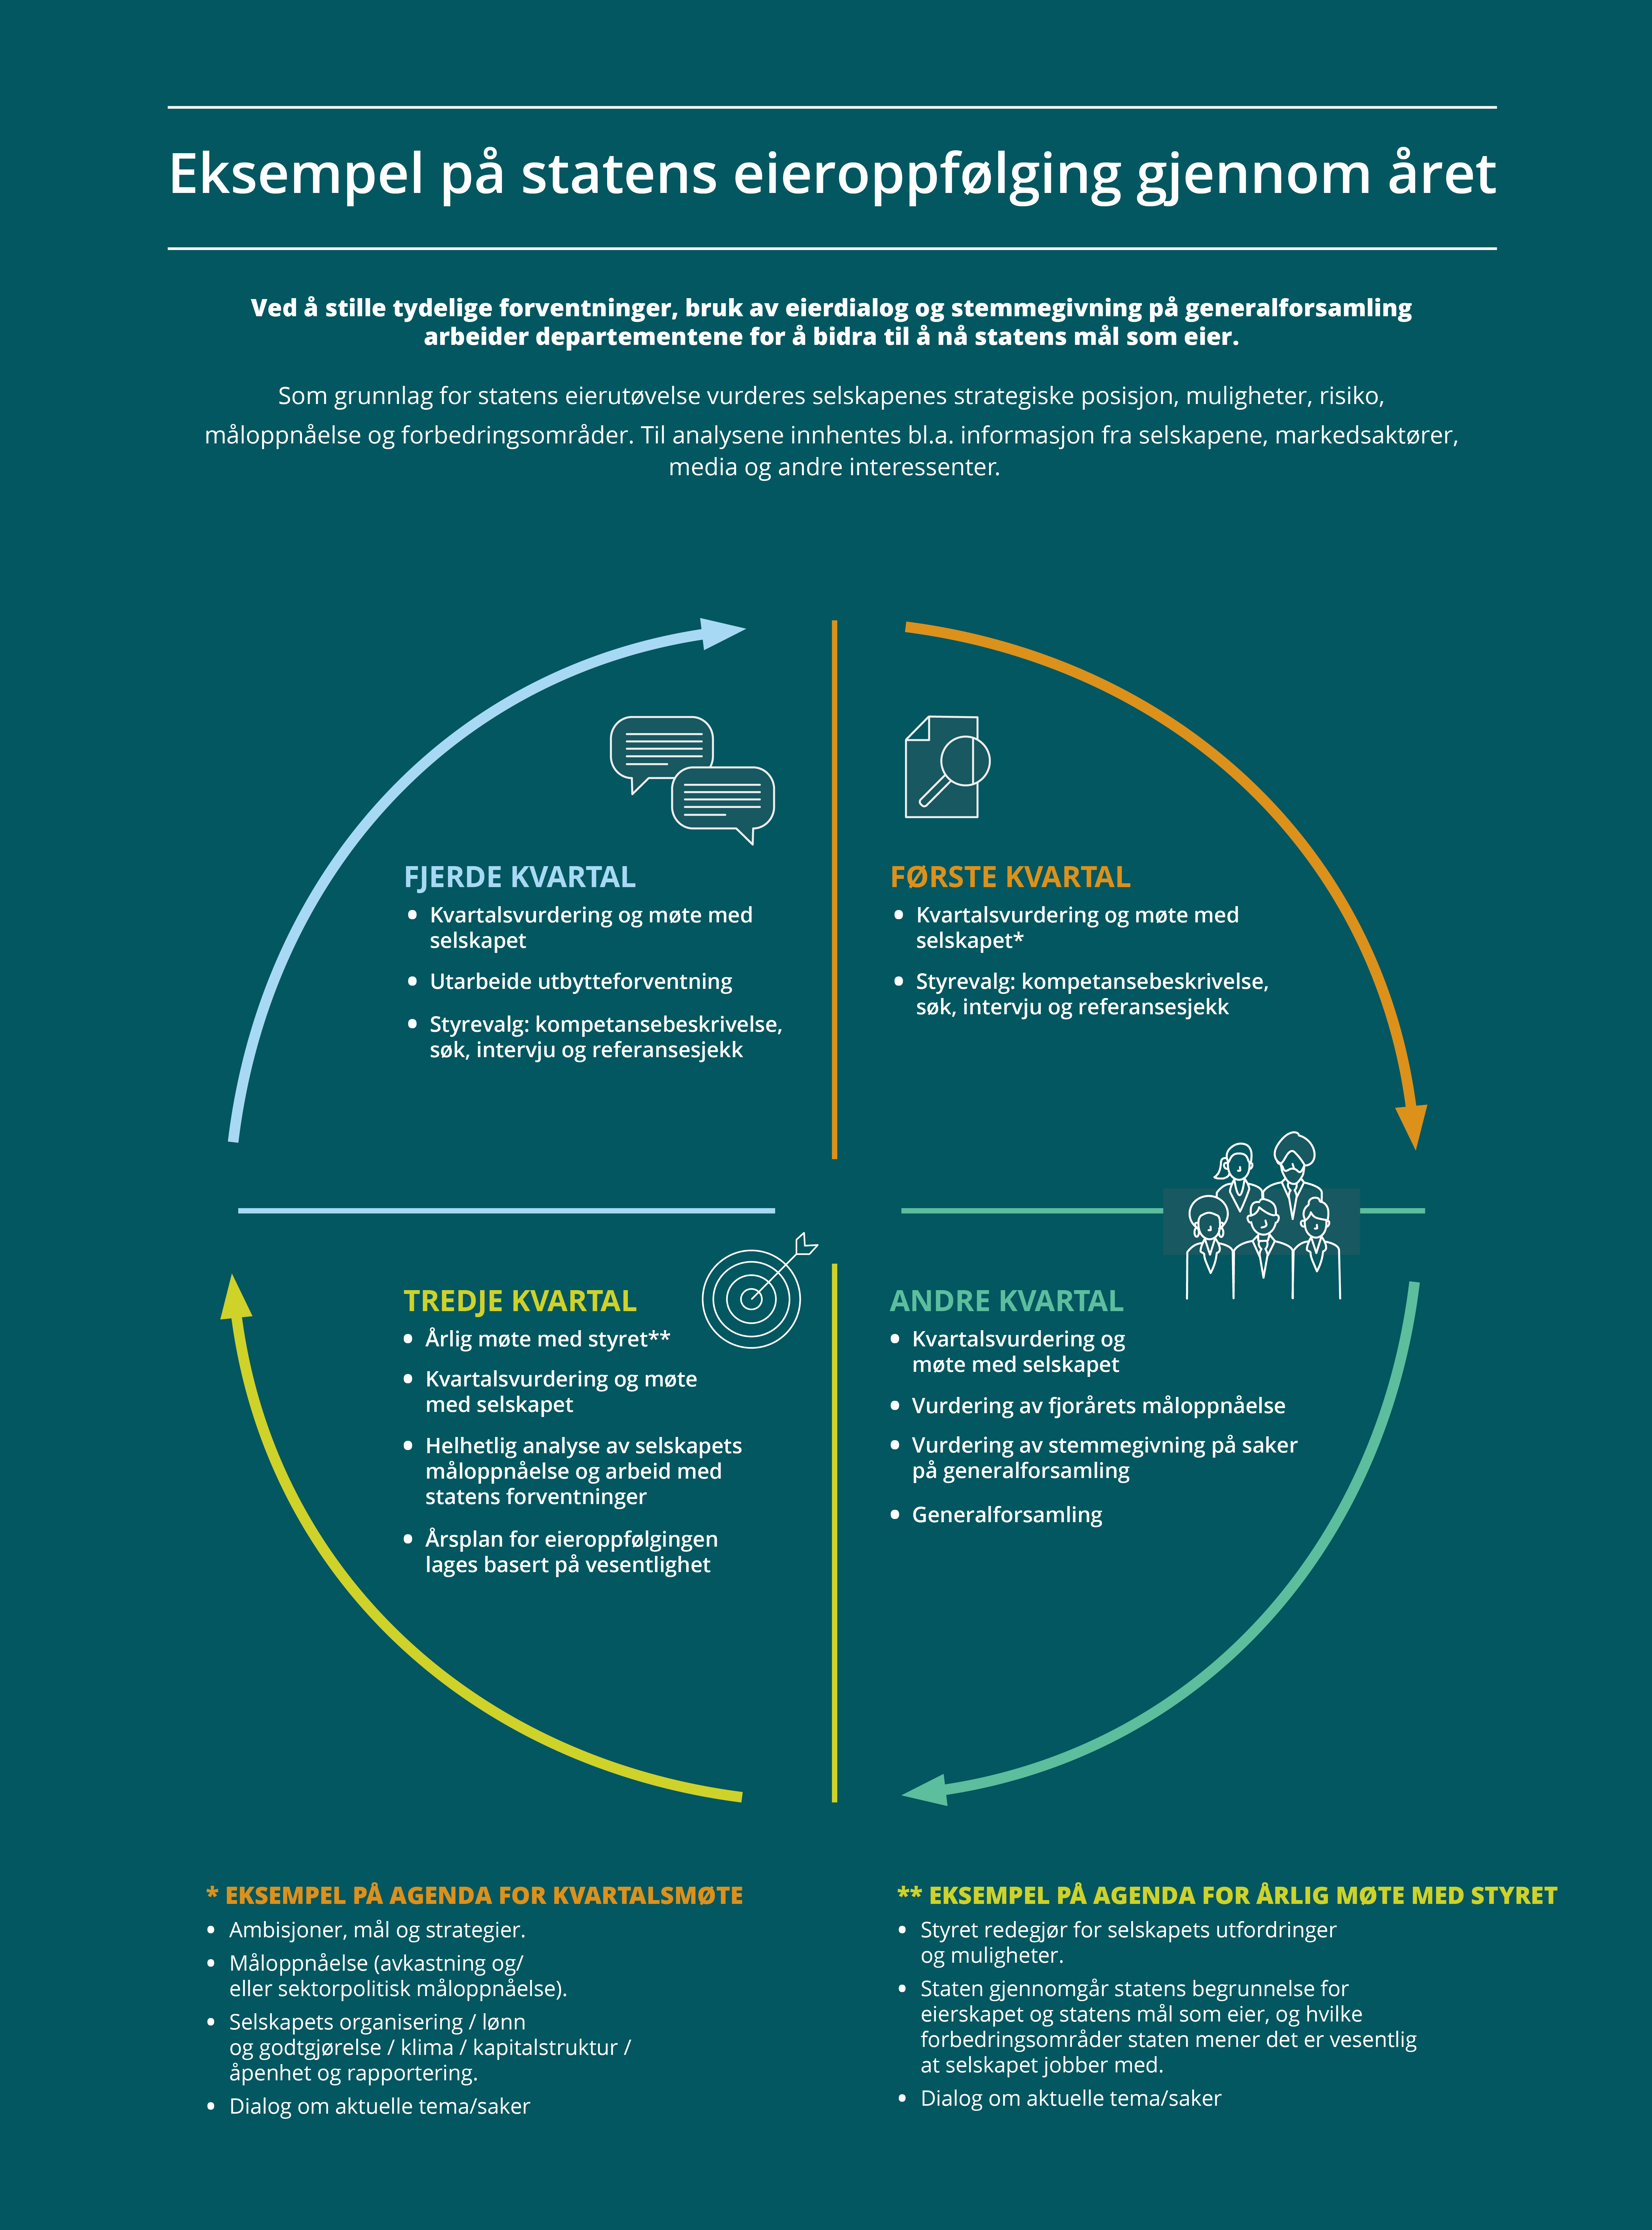 Eksempel på statens eieroppfølging gjennom året
Ved å stille tydelige forventninger, bruk av eierdialog og stemmegivning på generalforsamling
arbeider departementene for å bidra til å nå statens mål som eier.
Som grunnlag for statens eierutøvelse vurderes selskapenes strategiske posisjon, muligheter, risiko,
måloppnåelse og forbedringsområder. Til analysene innhentes bl.a. informasjon fra selskapene, markedsaktører,
media og andre interessenter.
FØRSTE KVARTAL
• Kvartalsvurdering og møte med
selskapet*
• Styrevalg: kompetansebeskrivelse,
søk, intervju og referansesjekk
ANDRE KVARTAL
• Kvartalsvurdering og
møte med selskapet
• Vurdering av fjorårets måloppnåelse
• Vurdering av stemmegivning på saker
på generalforsamling
• Generalforsamling
TREDJE KVARTAL
• Årlig møte med styret**
• Kvartalsvurdering og møte
med selskapet
• Helhetlig analyse av selskapets
måloppnåelse og arbeid med
statens forventninger
• Årsplan for eieroppfølgingen
lages basert på vesentlighet
FJERDE KVARTAL
• Kvartalsvurdering og møte med
selskapet
• Utarbeide utbytteforventning
• Styrevalg: kompetansebeskrivelse,
søk, intervju og referansesjekk
* EKSEMPEL PÅ AGENDA FOR KVARTALSMØTE
• Ambisjoner, mål og strategier.
• Måloppnåelse (avkastning og/
eller sektorpolitisk måloppnåelse).
• Selskapets organisering / lønn
og godtgjørelse / klima / kapitalstruktur /
åpenhet og rapportering.
• Dialog om aktuelle tema/saker
** EKSEMPEL PÅ AGENDA FOR ÅRLIG MØTE MED STYRET
• Styret redegjør for selskapets utfordringer
og muligheter.
• Staten gjennomgår statens begrunnelse for
eierskapet og statens mål som eier, og hvilke
forbedringsområder staten mener det er vesentlig
at selskapet jobber med.
• Dialog om aktuelle tema/saker